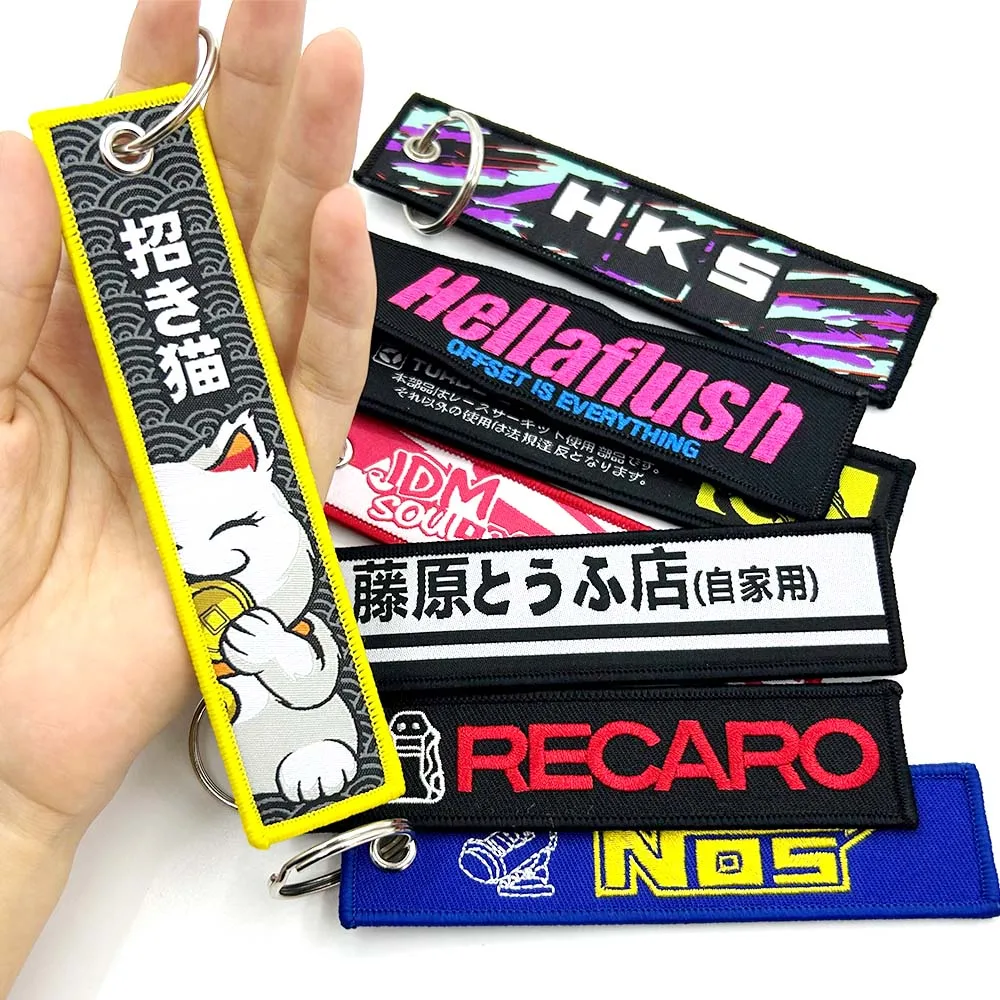 招き猫
HKS
Hellaflush
OFFSET IS EVERYTHING
本部品はレースサーキット使用部品です。
それ以外の使用は法規違反となります。
JDM
藤原とうふ店(自家用)
RECARO
NOS